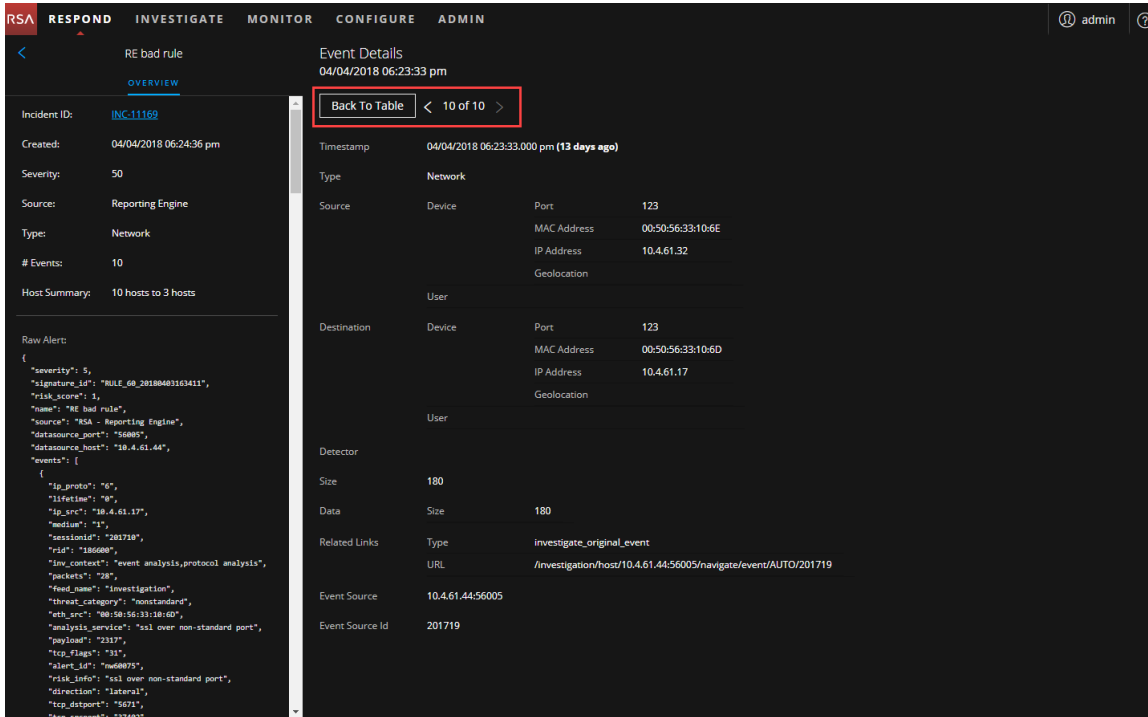 RSA RESPOND INVESTIGATE MONITOR CONFIGURE ADMIN admin ?
RE bad rule
OVERVIEW
Incident ID: INC-11169
Created: 04/04/2018 06:24:36 pm
Severity: 50
Source: Reporting Engine
Type: Network
# Events: 10
Host Summary: 10 hosts to 3 hosts
Raw Alert:
{
"severity": 5,
"signature_id": "RULE_60_20180403163411",
"risk_score": 1,
"name": "RE bad rule",
"source": "RSA - Reporting Engine",
"datasource_port": "56005",
"datasource_host": "10.4.61.44",
"events": [
{
"ip_proto": "6",
"lifetime": "0",
"ip_src": "10.4.61.17",
"medium": "1",
"sessionid": "201710",
"rid": "186600",
"inv_context": "event analysis,protocol analysis",
"packets": "28",
"feed_name": "investigation",
"threat_category": "nonstandard",
"eth_src": "00:50:56:33:10:6D",
"analysis_service": "ssl over non-standard port",
"payload": "2317",
"tcp_flags": "31",
"alert_id": "nw60075",
"risk_info": "ssl over non-standard port",
"direction": "lateral",
"tcp_dstport": "5671",
Event Details
04/04/2018 06:23:33 pm
Back To Table < 10 of 10 >
Timestamp 04/04/2018 06:23:33.000 pm (13 days ago)
Type Network
Source Device Port 123
MAC Address 00:50:56:33:10:6E
IP Address 10.4.61.32
Geolocation
User
Destination Device Port 123
MAC Address 00:50:56:33:10:6D
IP Address 10.4.61.17
Geolocation
User
Detector
Size 180
Data Size 180
Related Links Type investigate_original_event
URL /investigation/host/10.4.61.44:56005/navigate/event/AUTO/201719
Event Source 10.4.61.44:56005
Event Source Id 201719